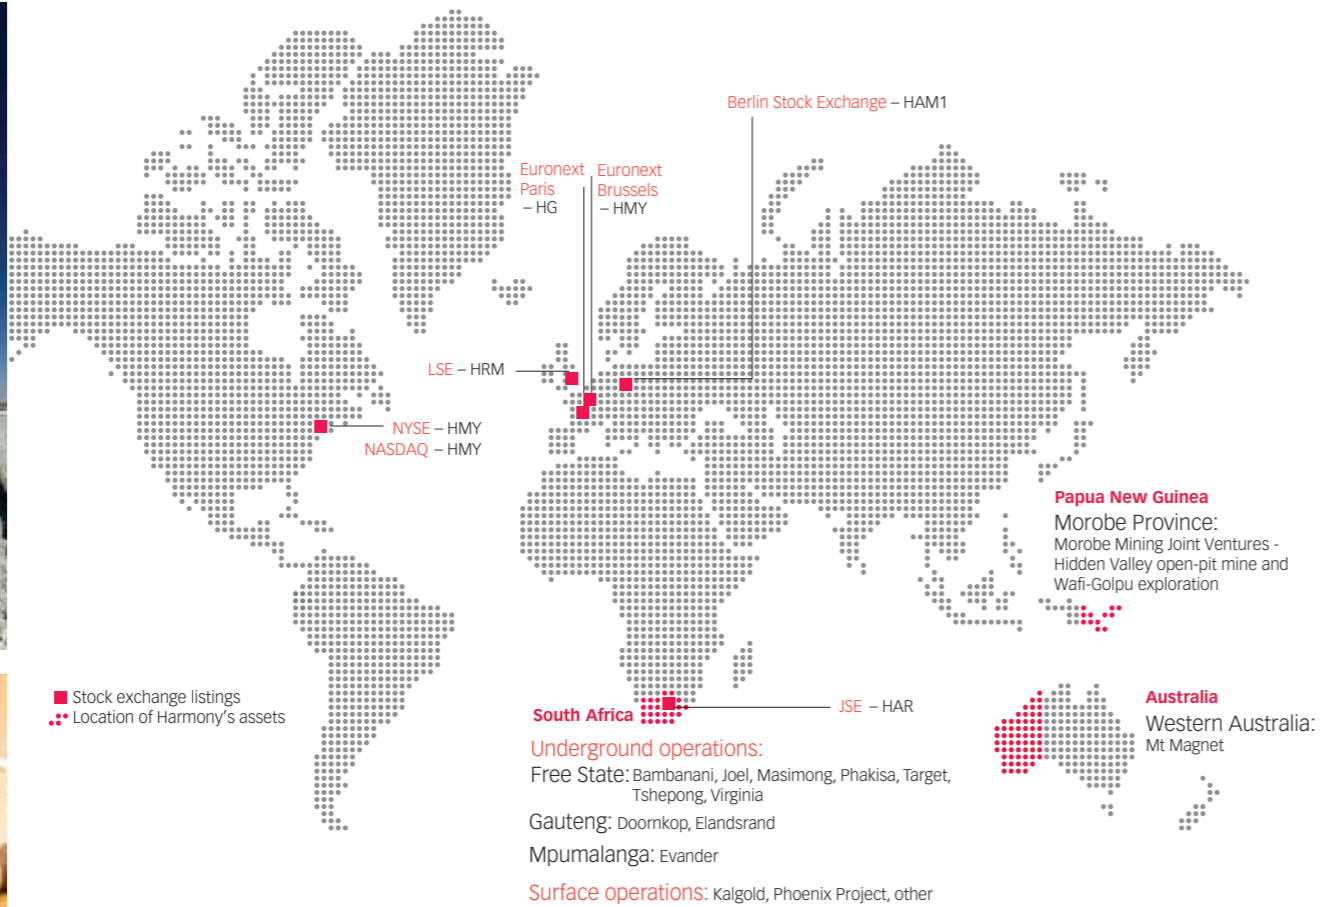 Berlin Stock Exchange – HAM1
Euronext
Paris
– HG
Euronext
Brussels
– HMY
LSE – HRM
NYSE – HMY
NASDAQ – HMY
Papua New Guinea
Morobe Province:
Morobe Mining Joint Ventures -
Hidden Valley open-pit mine and
Wafi-Golpu exploration
Stock exchange listings
Location of Harmony's assets
South Africa
JSE – HAR
Australia
Western Australia:
Mt Magnet
Underground operations:
Free State: Bambanani, Joel, Masimong, Phakisa, Target,
Tshepong, Virginia
Gauteng: Doornkop, Elandsrand
Mpumalanga: Evander
Surface operations: Kalgold, Phoenix Project, other